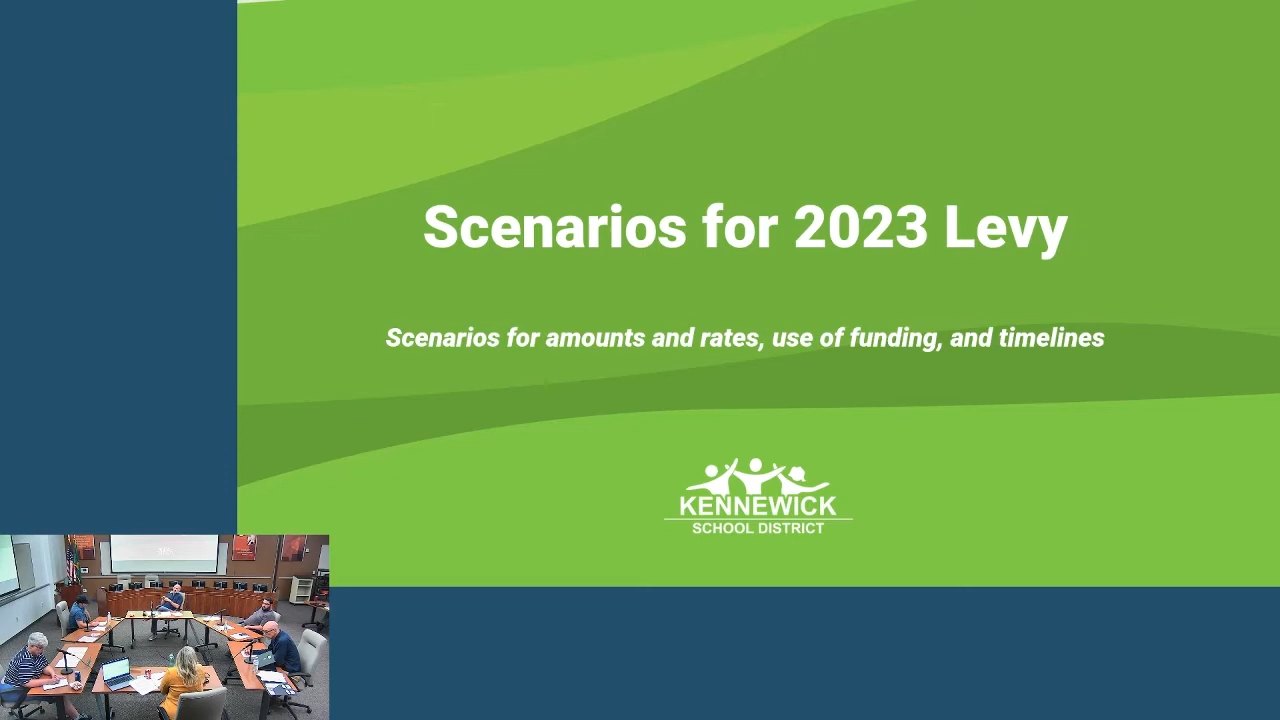 Scenarios for 2023 Levy
Scenarios for amounts and rates, use of funding, and timelines
KENNEWICK
SCHOOL DISTRICT